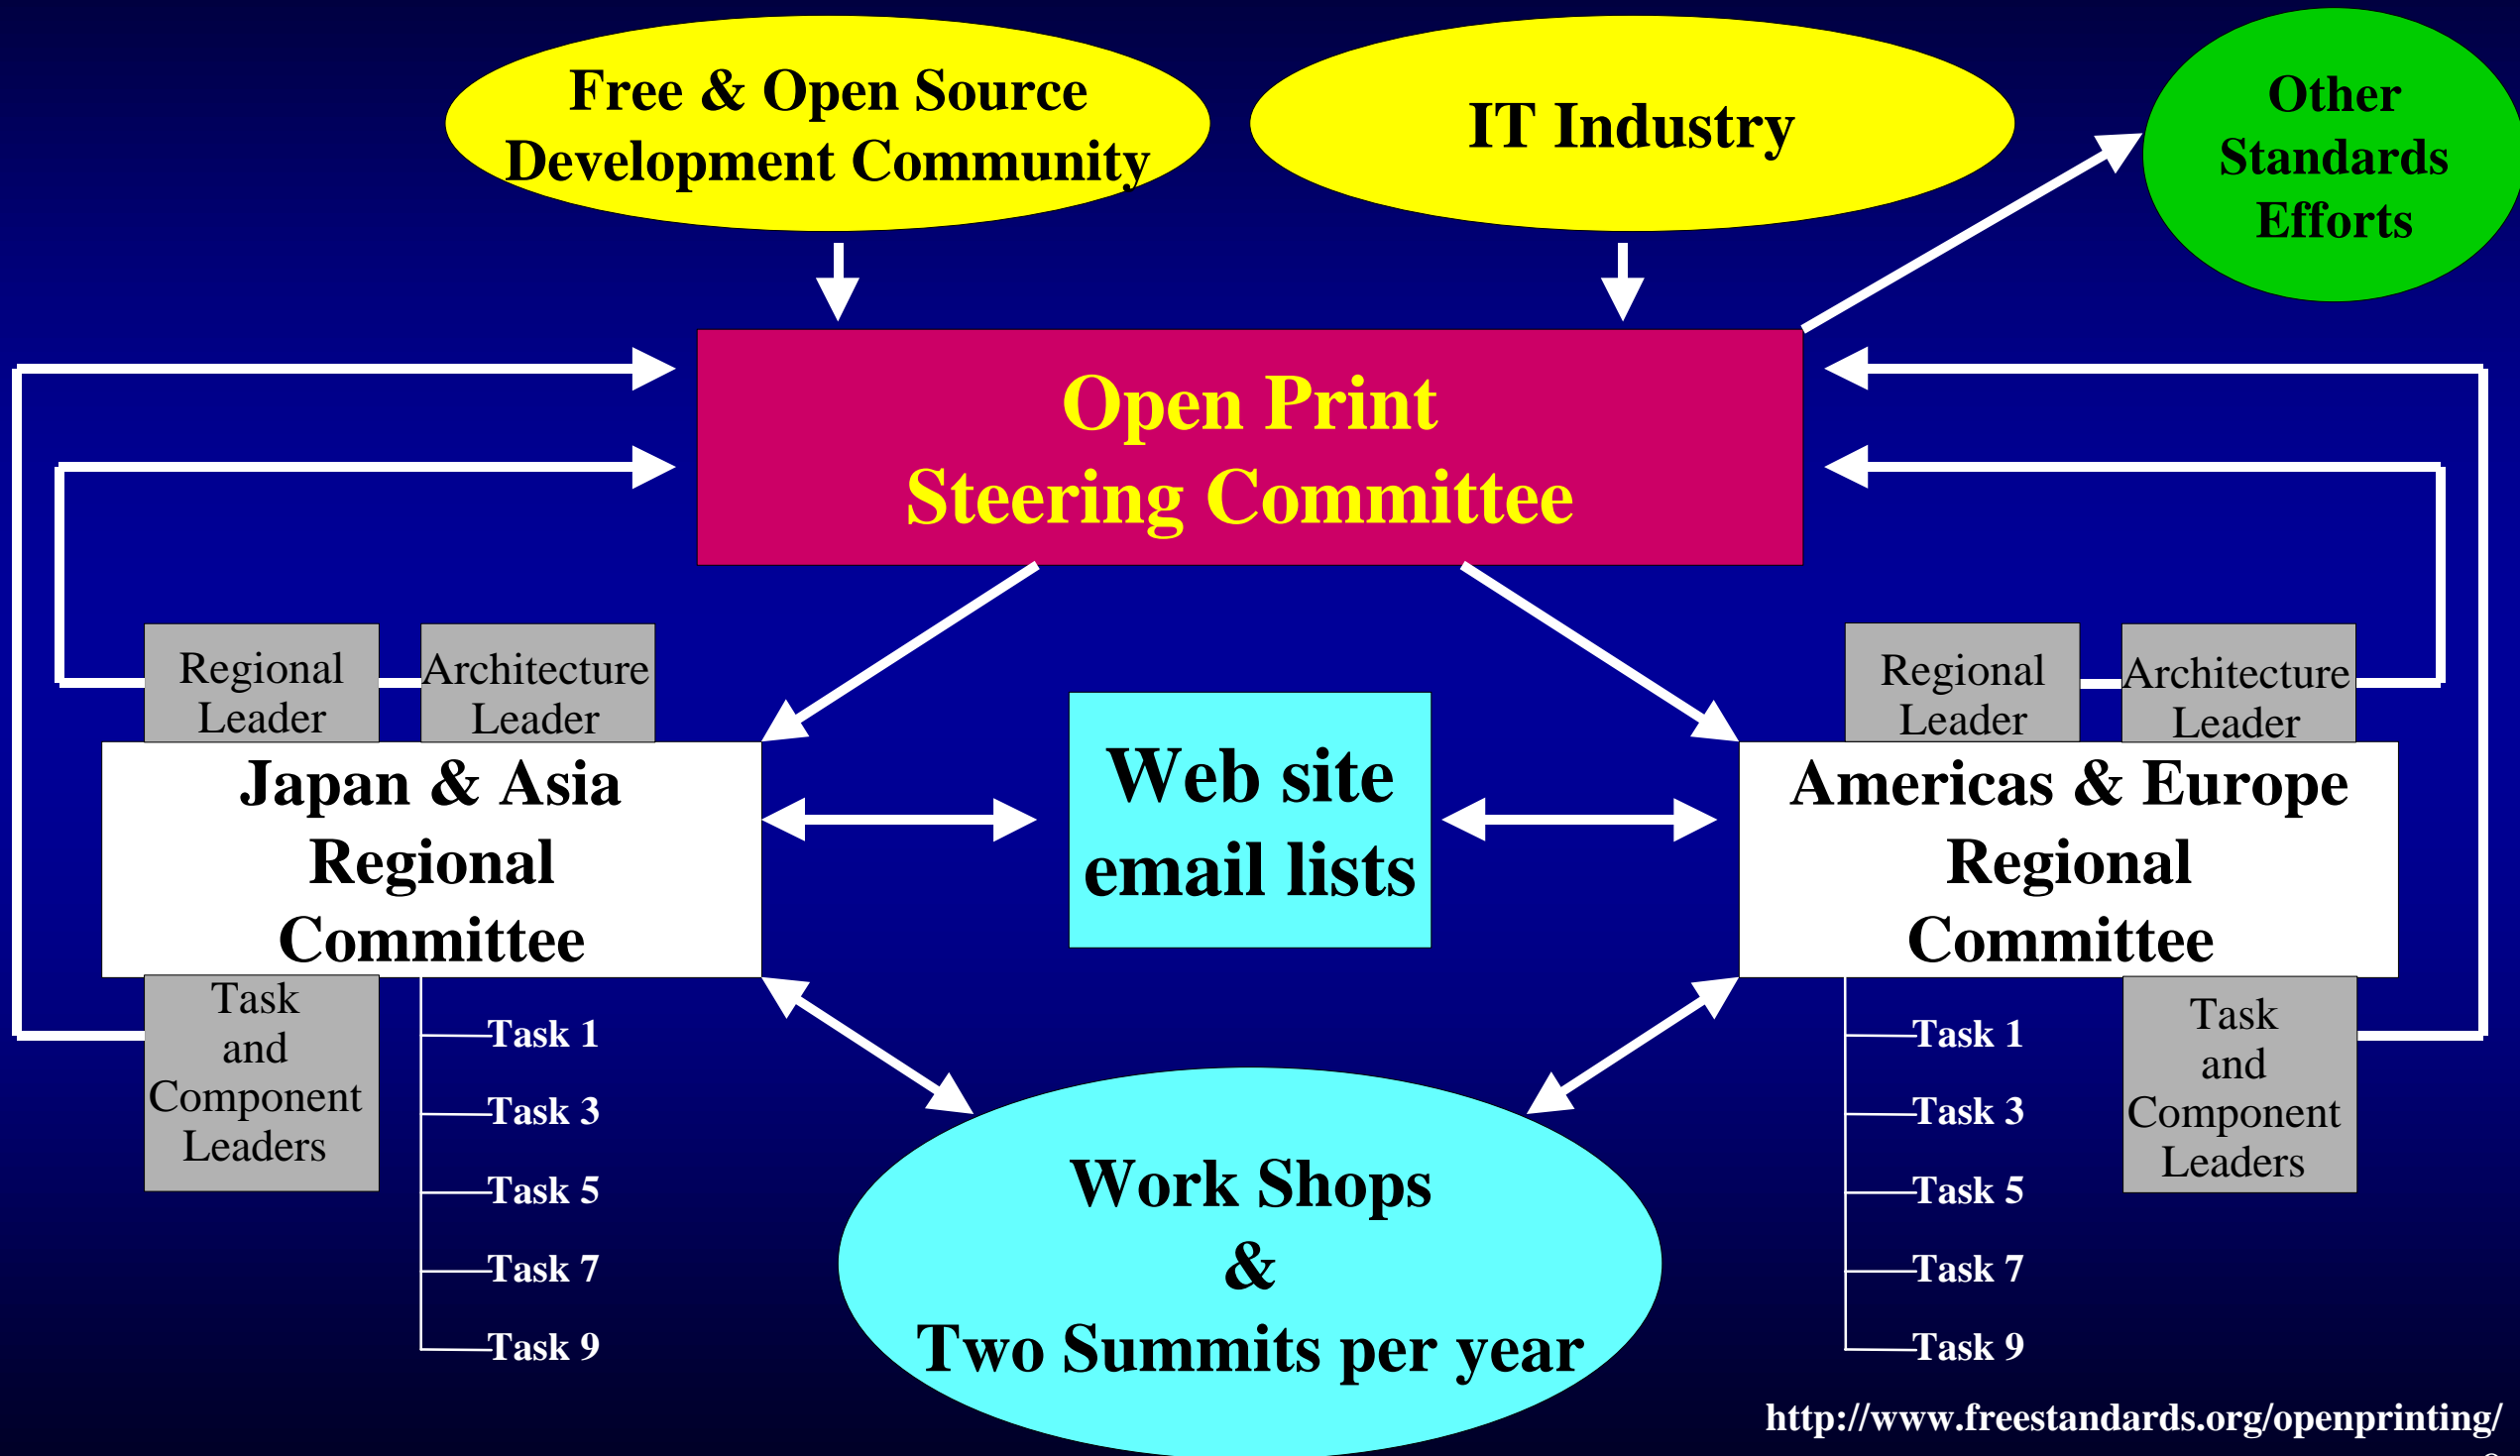 Free & Open Source
Development Community
IT Industry
Other
Standards
Efforts
Open Print
Steering Committee
Regional
Leader
Architecture
Leader
Regional
Leader
Architecture
Leader
Japan & Asia
Regional
Committee
Web site
email lists
Americas & Europe
Regional
Committee
Task
and
Component
Leaders
Task 1
Task 3
Task 5
Task 7
Task 9
Work Shops
&
Two Summits per year
Task 1
Task 3
Task 5
Task 7
Task 9
Task
and
Component
Leaders
http://www.freestandards.org/openprinting/